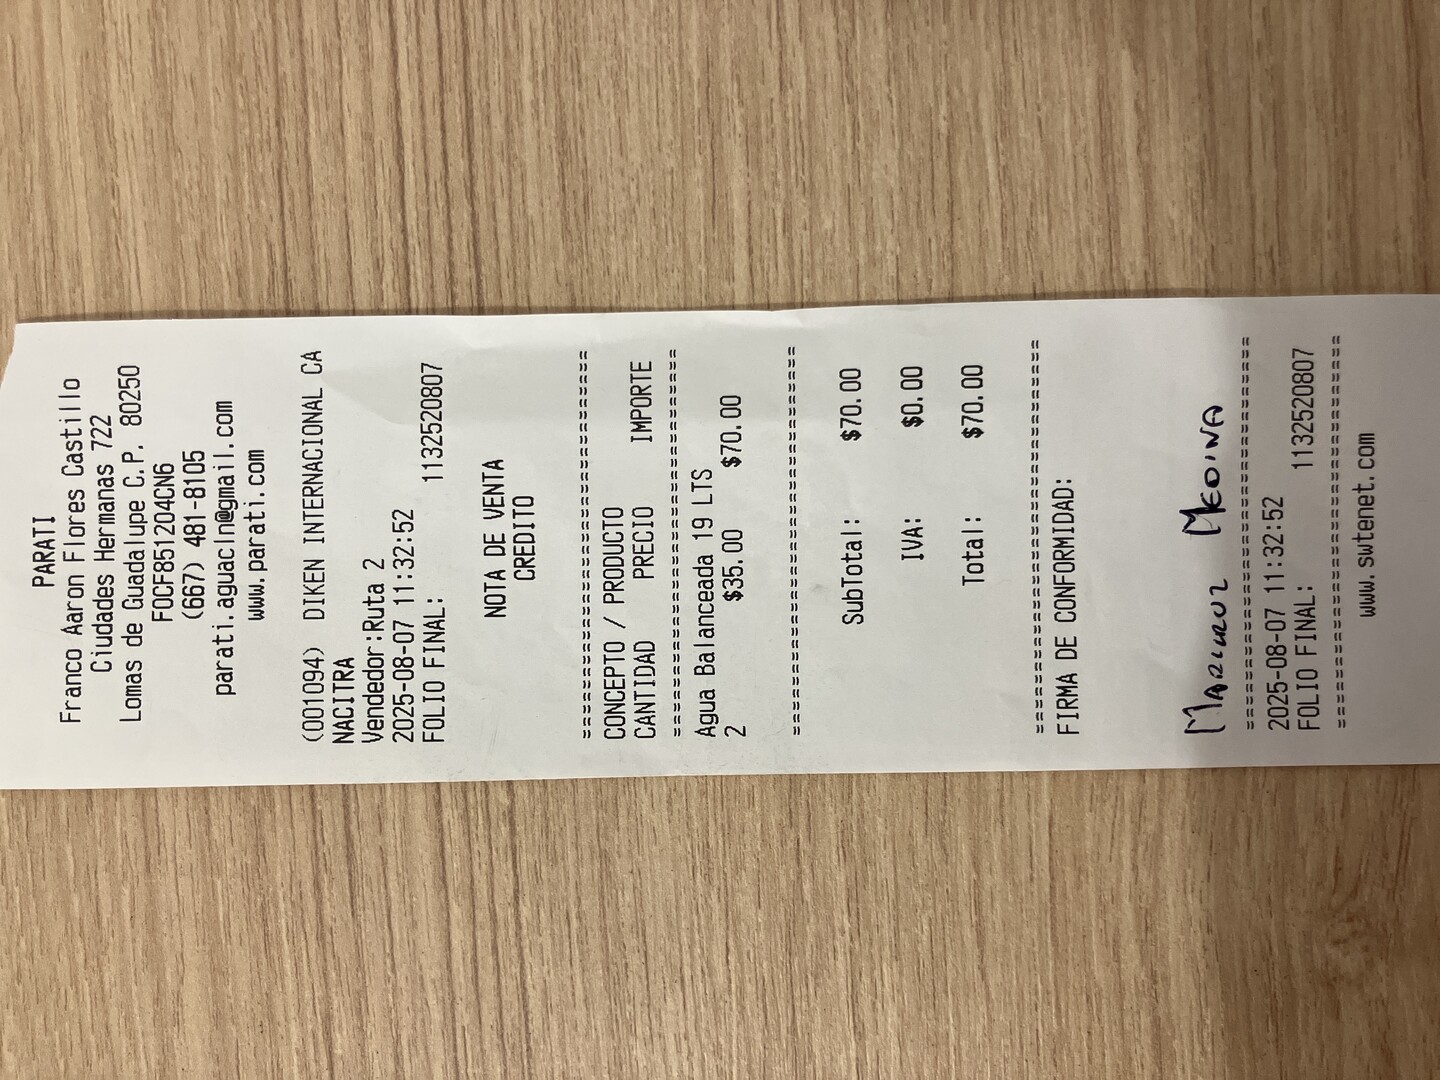 PARATI
Franco Aaron Flores Castillo
Ciudades Hermanas 722
Lomas de Guadalupe C.P. 80250
FOCF851204CN6
(667) 481-8105
parati.aguacln@gmail.com
www.parati.com
(001094) DIKEN INTERNACIONAL CA
NACITRA
Vendedor:Ruta 2
2025-08-07 11:32:52
FOLIO FINAL: 1132520807
NOTA DE VENTA
CREDITO
=======================================
CONCEPTO / PRODUCTO
CANTIDAD PRECIO IMPORTE
=======================================
Agua Balanceada 19 LTS
2 $35.00 $70.00
=======================================
SubTotal: $70.00
IVA: $0.00
Total: $70.00
=======================================
FIRMA DE CONFORMIDAD:
MARICRUZ MEDINA
=======================================
2025-08-07 11:32:52
FOLIO FINAL: 1132520807
=======================================
www.swtenet.com